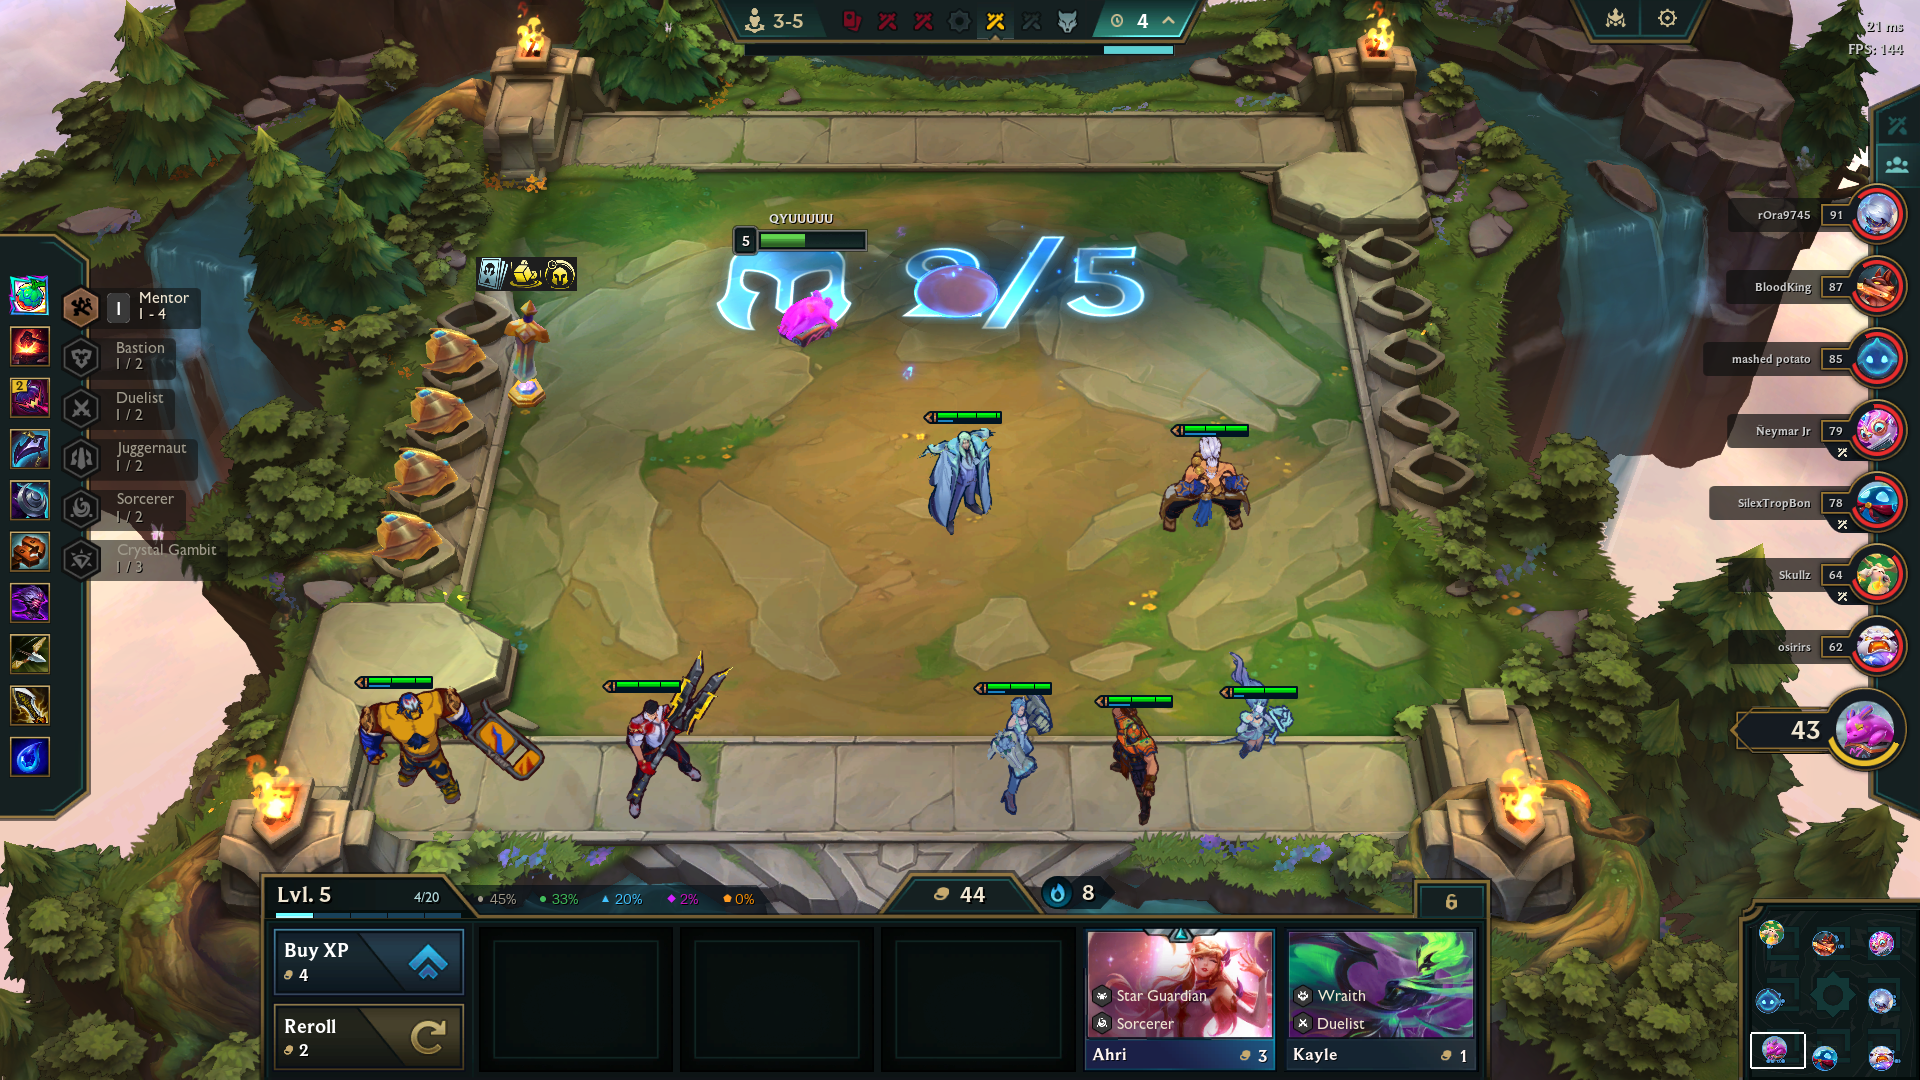 3-5
4
21 ms
FPS: 144
QYUUUUU
5
2/5
Mentor
1 - 4
1
Bastion
1 / 2
Duelist
1 / 2
Juggernaut
1 / 2
Sorcerer
1 / 2
Crystal Gambit
1 / 3
2
rOra9745 91
BloodKing 87
mashed potato 85
Neymar Jr 79
SilexTropBon 78
Skullz 64
osirirs 62
43
Lvl. 5
4/20
45%
33%
20%
2%
0%
44
8
6
Buy XP
4
Reroll
2
Star Guardian
Sorcerer
Ahri
3
Wraith
Duelist
Kayle
1